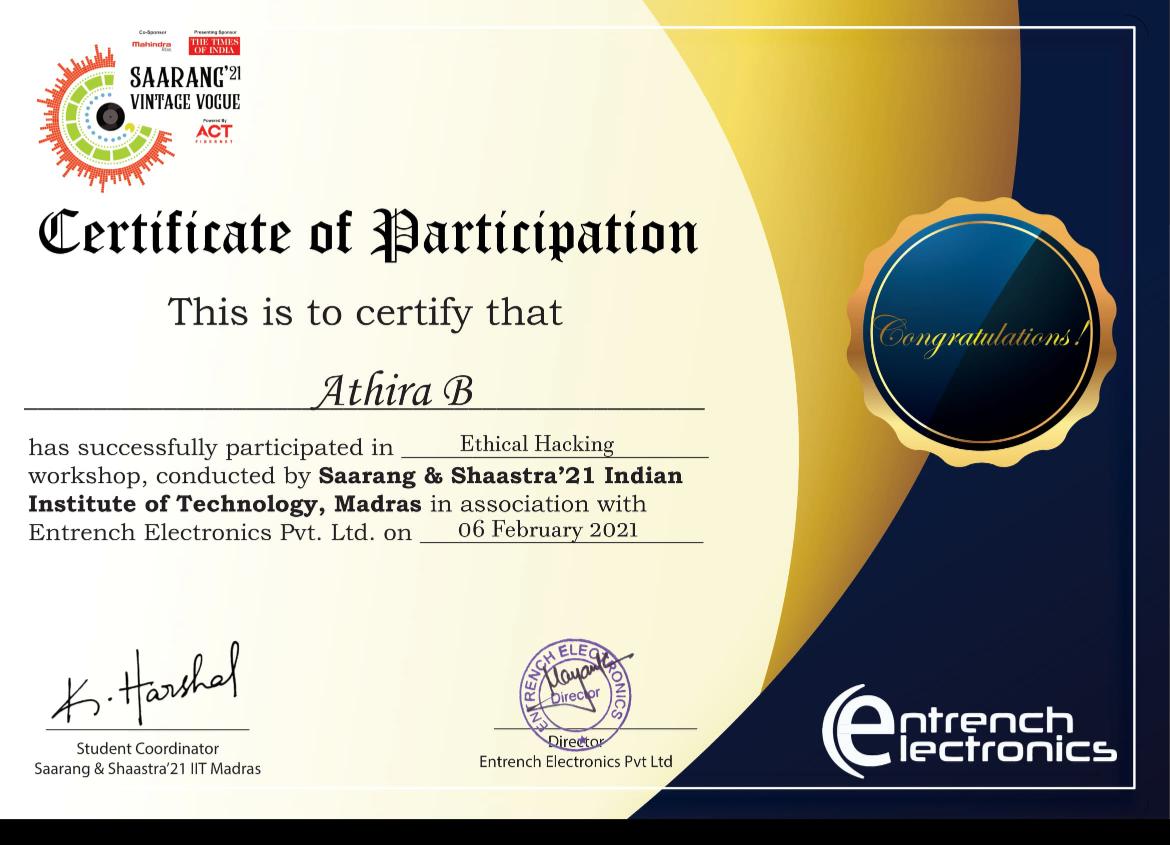 Co-Sponsor
Presenting Sponsor
Mahindra
THE TIMES
OF INDIA
SAARANG'21
VINTAGE VOGUE
Powered By
ACT
FIBERNET
Certificate of Participation
This is to certify that
Athira B
Congratulations!
has successfully participated in Ethical Hacking
workshop, conducted by Saarang & Shaastra'21 Indian
Institute of Technology, Madras in association with
Entrench Electronics Pvt. Ltd. on 06 February 2021
K. Harshal
ENTRENCH ELECTRONICS
Mayank
Director
Student Coordinator
Saarang & Shaastra'21 IIT Madras
Director
Entrench Electronics Pvt Ltd
entrench
electronics